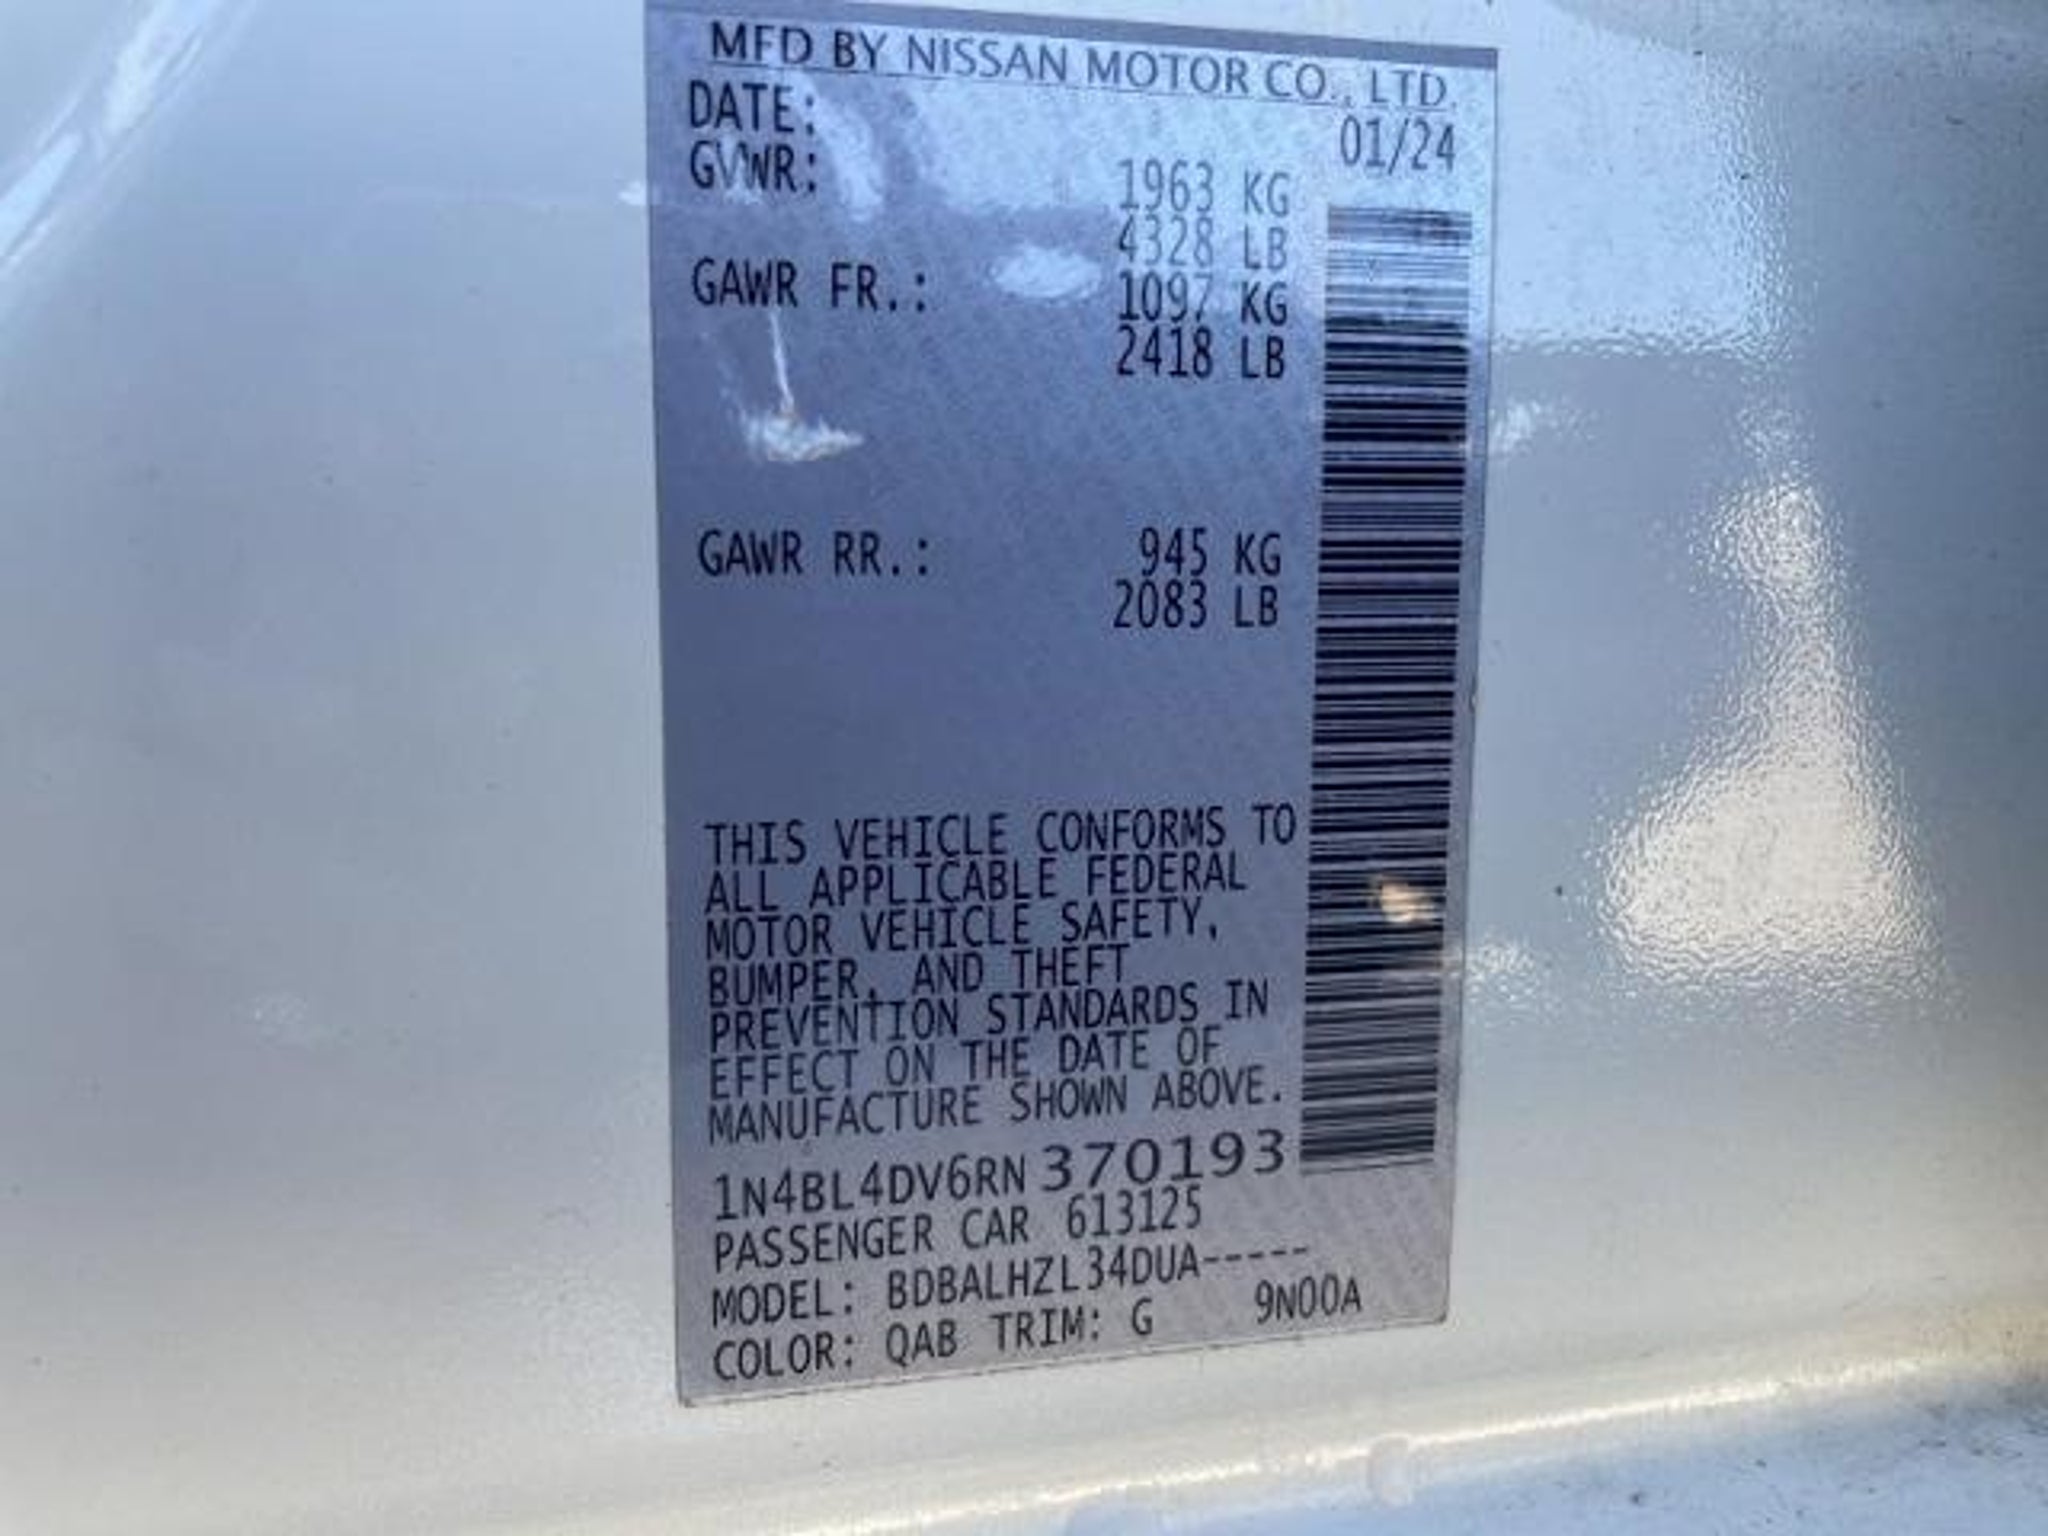 MFD BY NISSAN MOTOR CO., LTD.
DATE: 01/24
GVWR: 1963 KG
4328 LB
GAWR FR.: 1097 KG
2418 LB
GAWR RR.: 945 KG
2083 LB
THIS VEHICLE CONFORMS TO
ALL APPLICABLE FEDERAL
MOTOR VEHICLE SAFETY,
BUMPER, AND THEFT
PREVENTION STANDARDS IN
EFFECT ON THE DATE OF
MANUFACTURE SHOWN ABOVE.
1N4BL4DV6RN370193
PASSENGER CAR 613125
MODEL: BDBALHZL34DUA-----
COLOR: QAB TRIM: G 9N00A